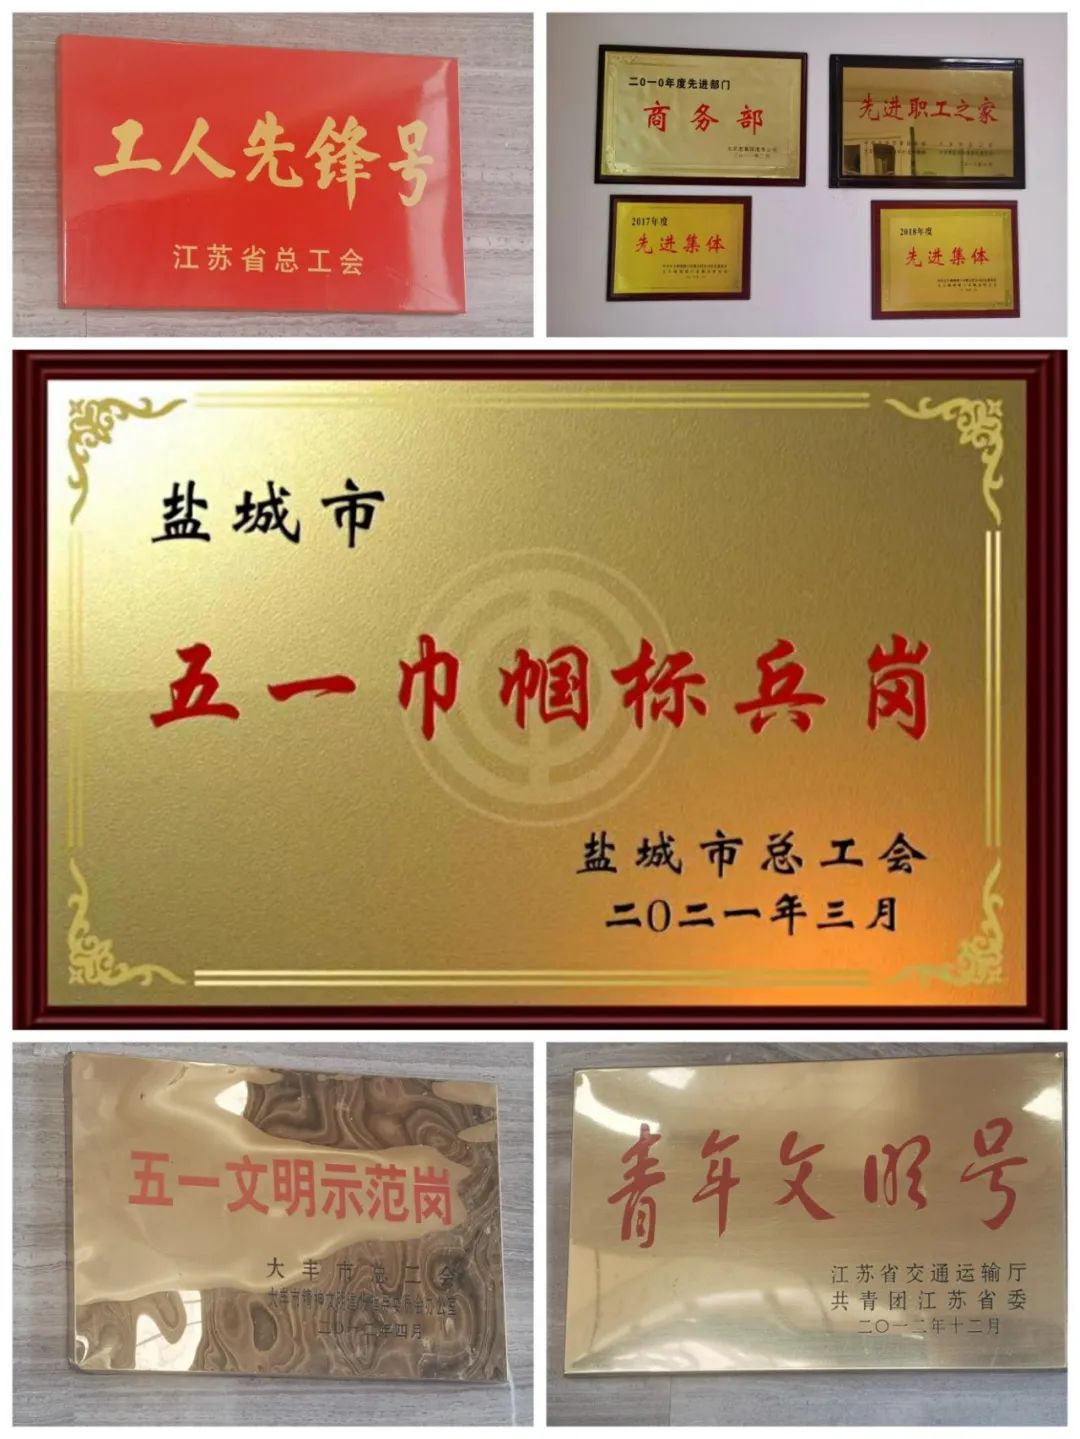 工人先锋号
江苏省总工会
二〇一〇年度先进部门
商务部
先进职工之家
2017年度
先进集体
2018年度
先进集体
盐城市
五一巾帼标兵岗
盐城市总工会
二〇二一年三月
五一文明示范岗
大丰市总工会
青年文明号
江苏省交通运输厅
共青团江苏省委
二〇一二年十二月